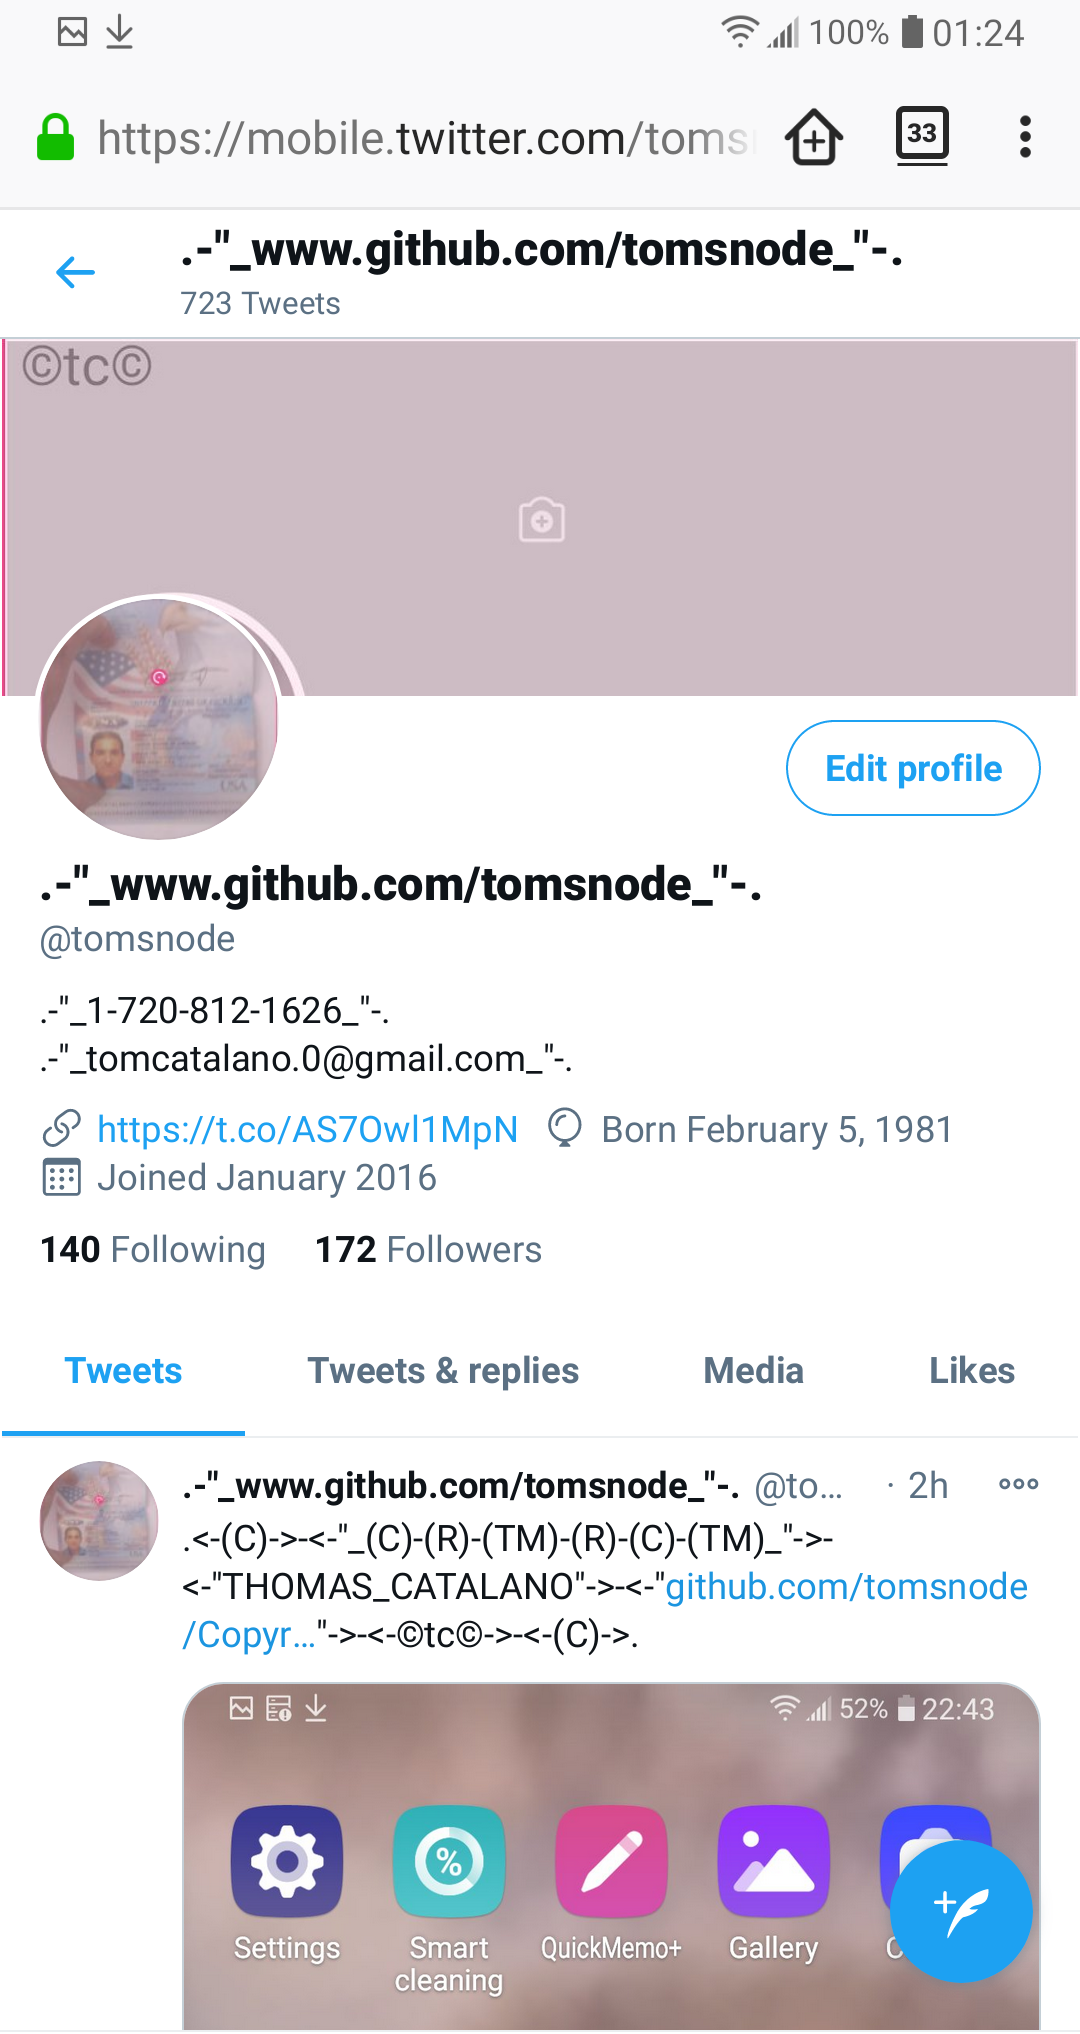 100% 01:24
https://mobile.twitter.com/toms
33
.-"_www.github.com/tomsnode_"-.
723 Tweets
©tc©
USA
Edit profile
.-"_www.github.com/tomsnode_"-.
@tomsnode
.-"_1-720-812-1626_"-.
.-"_tomcatalano.0@gmail.com_"-.
https://t.co/AS7Owl1MpN Born February 5, 1981
Joined January 2016
140 Following 172 Followers
Tweets Tweets & replies Media Likes
.-"_www.github.com/tomsnode_"-. @to... · 2h
.<-(C)->-<-"_(C)-(R)-(TM)-(R)-(C)-(TM)_"->-
<-"THOMAS_CATALANO"->-<-"github.com/tomsnode
/Copyr..."->-<-©tc©->-<-(C)->.
52% 22:43
%
Settings Smart QuickMemo+ Gallery C
cleaning